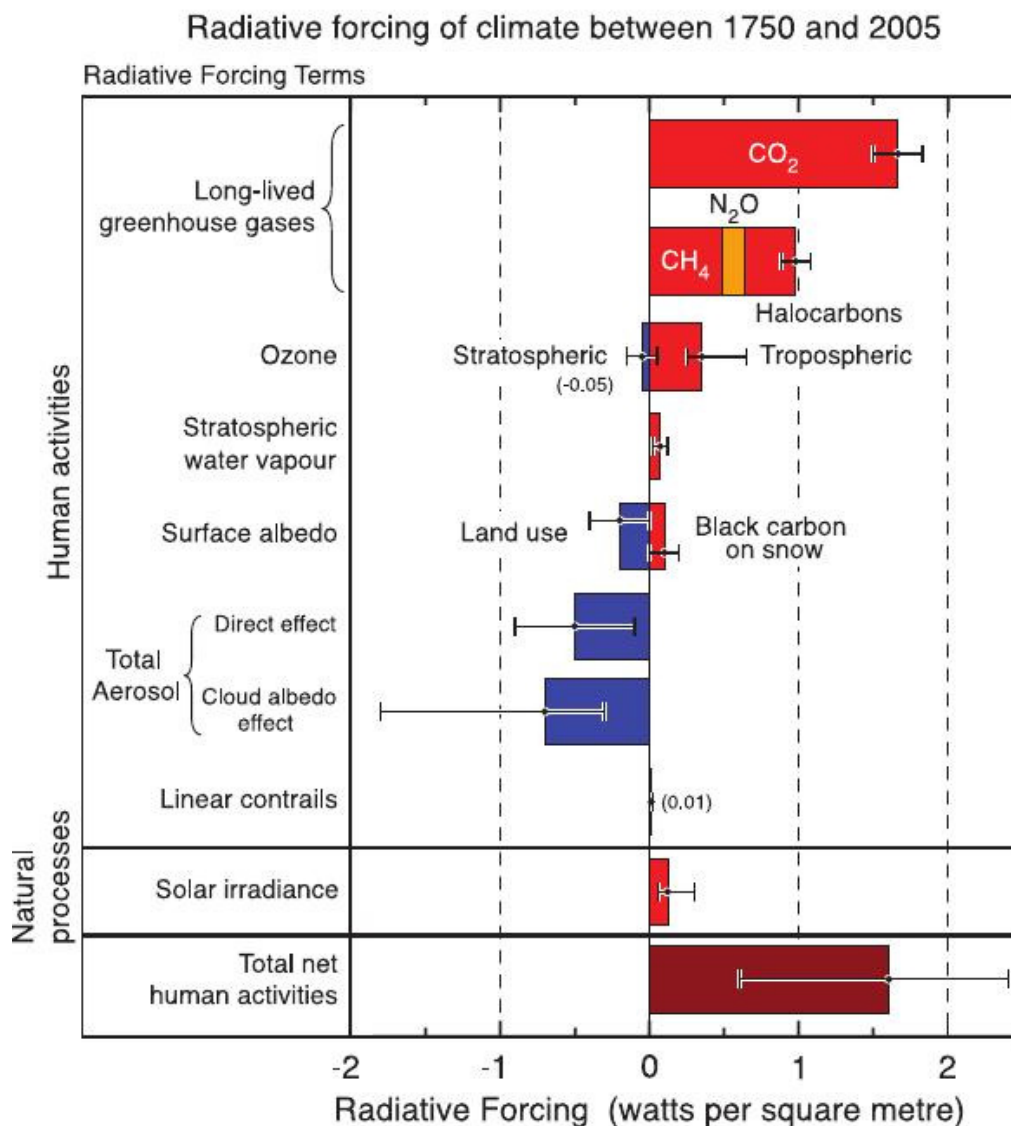 Radiative forcing of climate between 1750 and 2005
Radiative Forcing Terms
Human activities
Long-lived
greenhouse gases
CO₂
N₂O
CH₄
Halocarbons
Ozone
Stratospheric
(-0.05)
Tropospheric
Stratospheric
water vapour
Surface albedo
Land use
Black carbon
on snow
Total
Aerosol
Direct effect
Cloud albedo
effect
Linear contrails
(0.01)
Natural
processes
Solar irradiance
Total net
human activities
-2 -1 0 1 2
Radiative Forcing (watts per square metre)